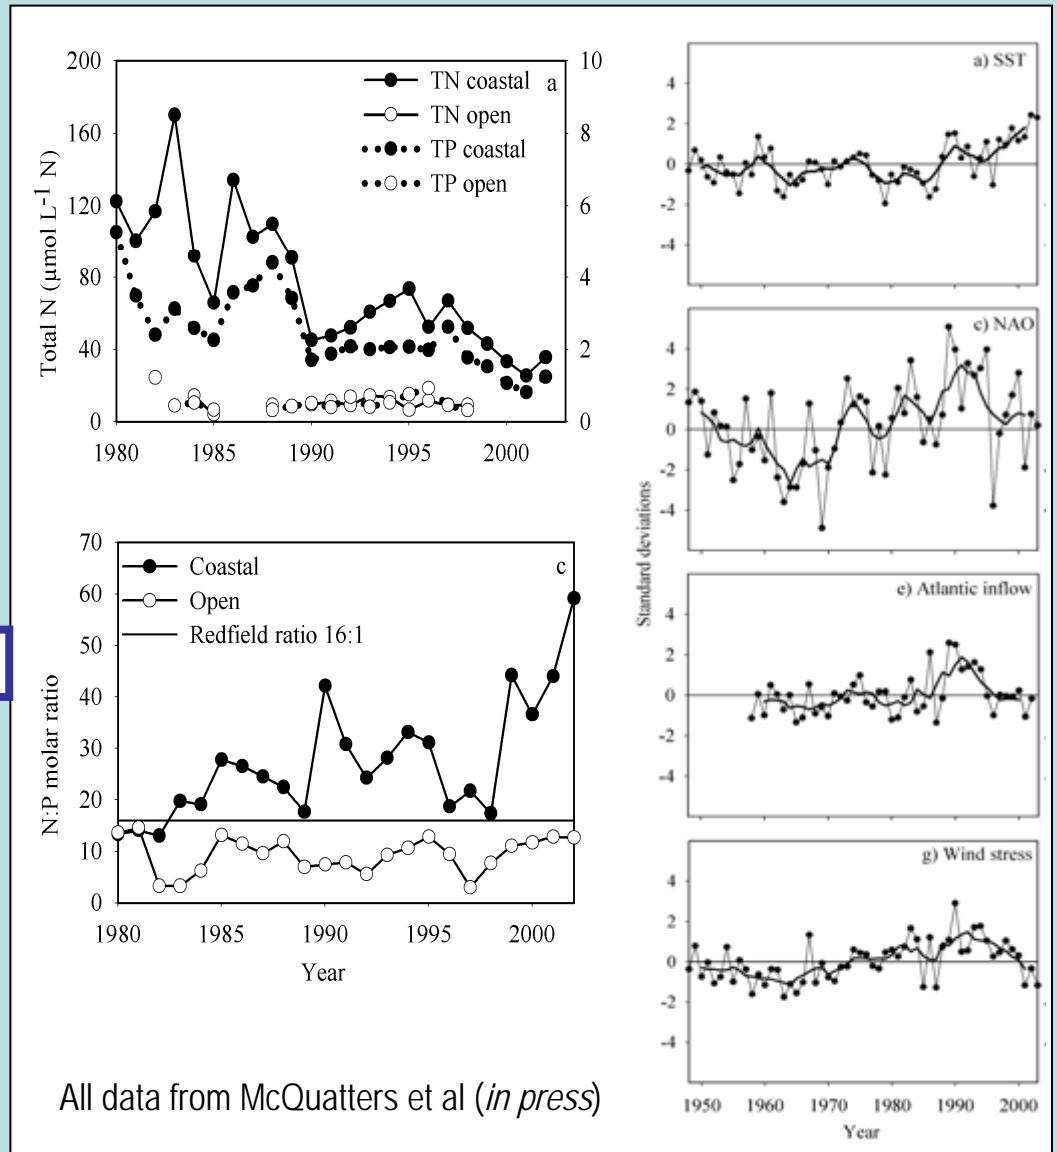 200
160
120
80
40
0
10
8
6
4
2
0
TN coastal a
TN open
TP coastal
TP open
Total N (µmol L-1 N)
1980 1985 1990 1995 2000
70
60
50
40
30
20
10
0
Coastal c
Open
Redfield ratio 16:1
N:P molar ratio
1980 1985 1990 1995 2000
Year
All data from McQuatters et al (in press)
a) SST
4
2
0
-2
-4
c) NAO
4
2
0
-2
-4
Standard deviations
e) Atlantic inflow
4
2
0
-2
-4
g) Wind stress
4
2
0
-2
-4
1950 1960 1970 1980 1990 2000
Year